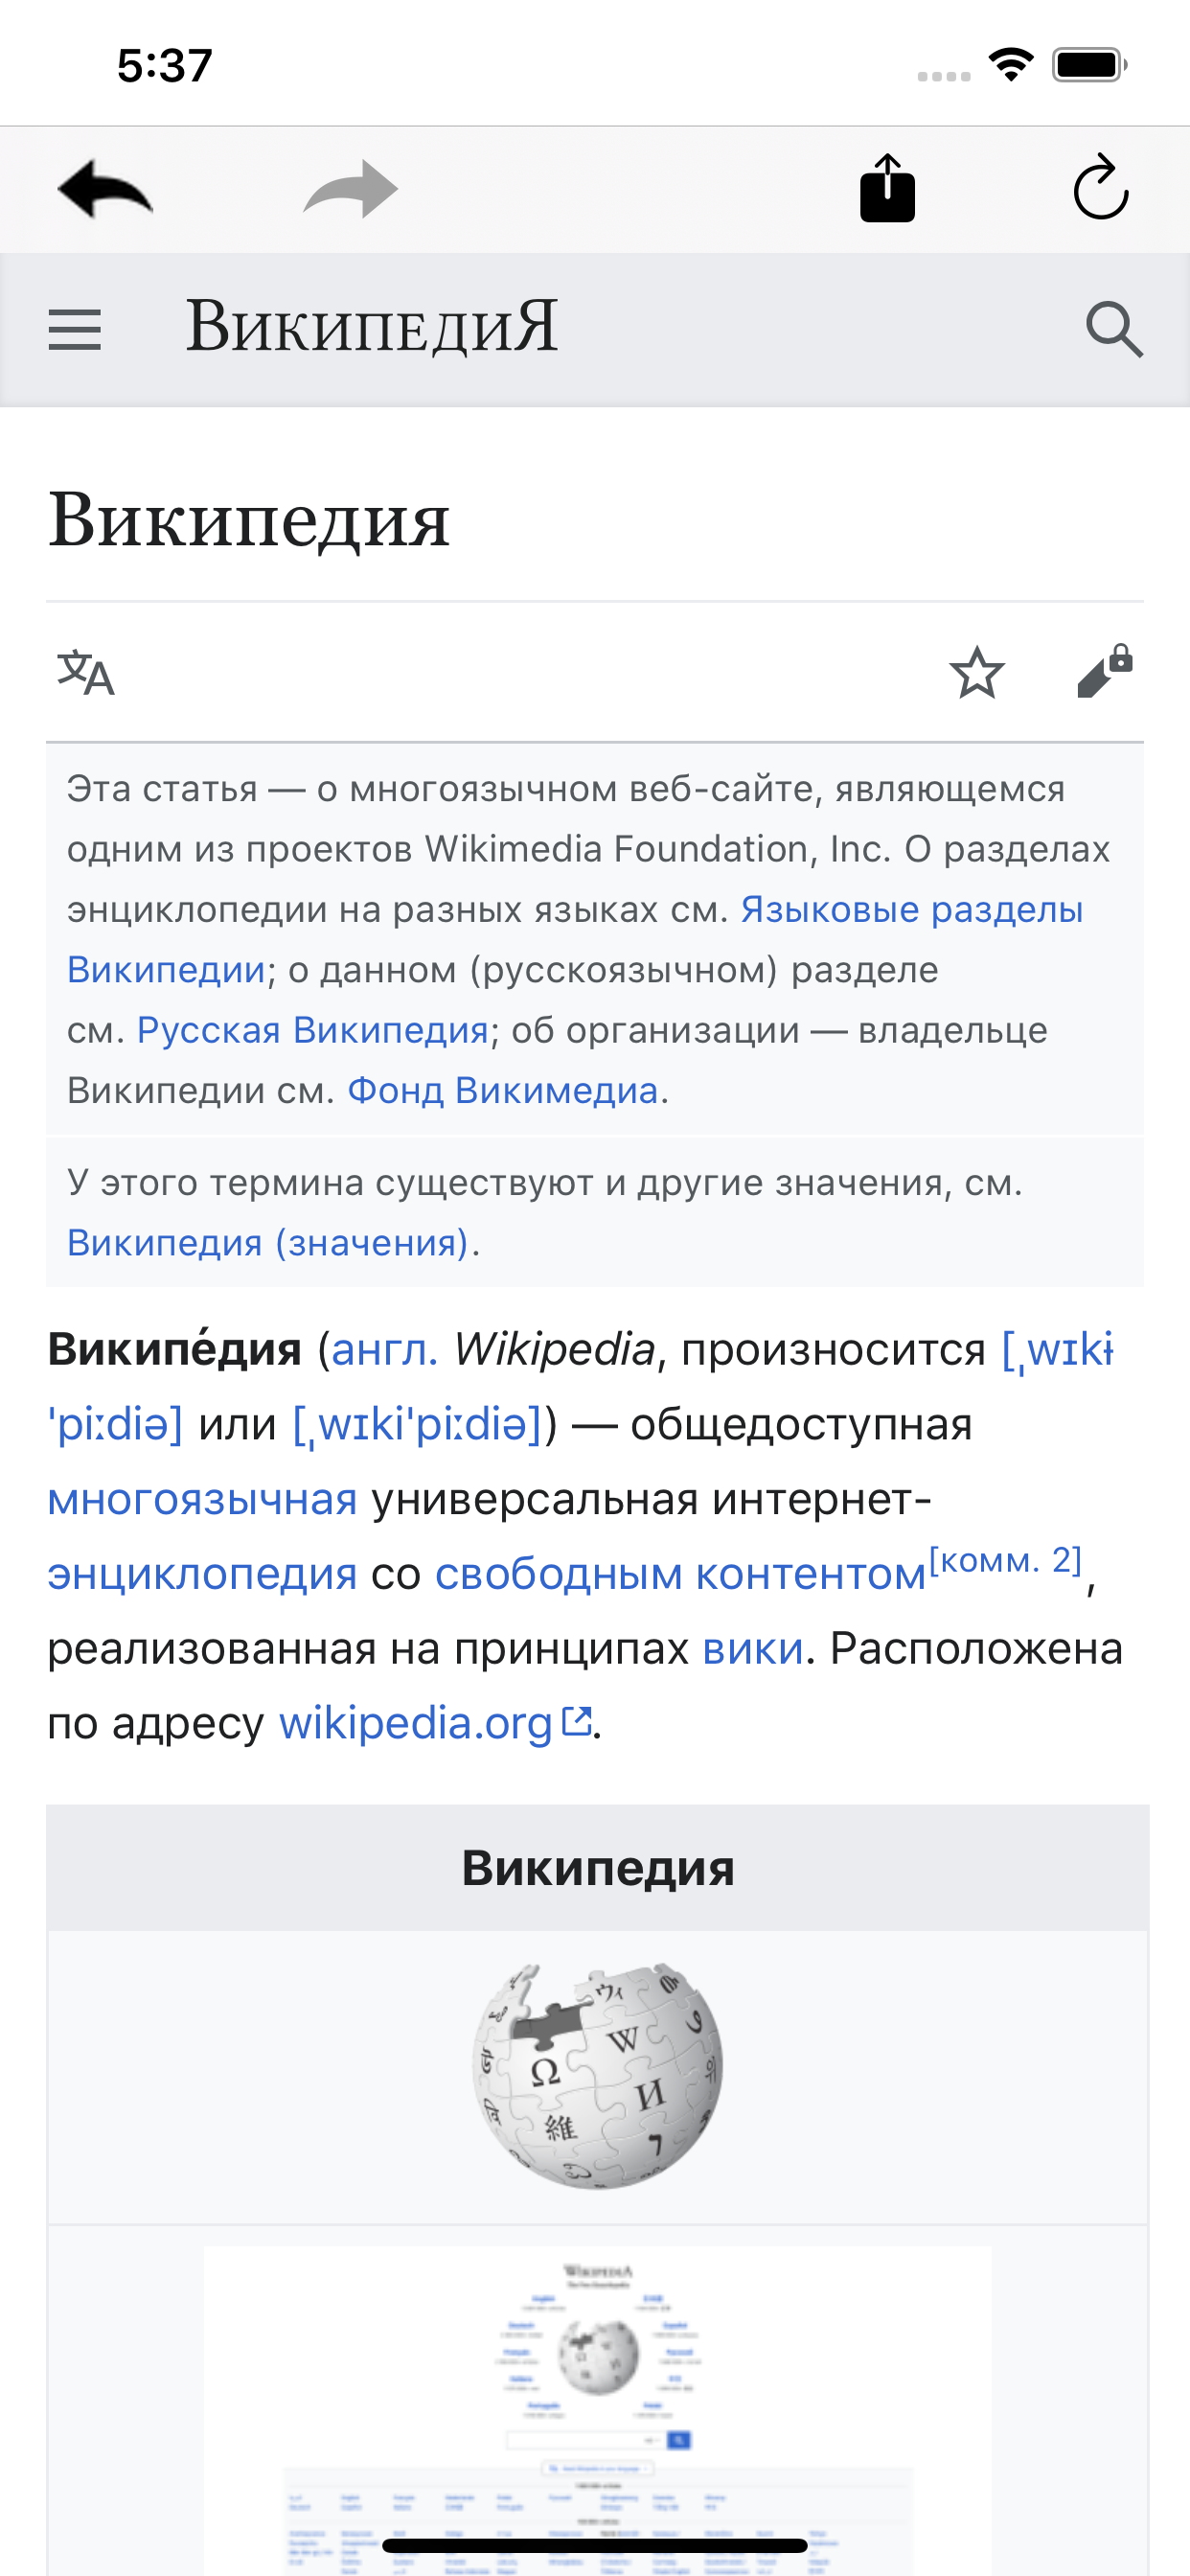 5:37
ВикипедиЯ
Википедия
Эта статья — о многоязычном веб-сайте, являющемся
одним из проектов Wikimedia Foundation, Inc. О разделах
энциклопедии на разных языках см. Языковые разделы
Википедии; о данном (русскоязычном) разделе
см. Русская Википедия; об организации — владельце
Википедии см. Фонд Викимедиа.
У этого термина существуют и другие значения, см.
Википедия (значения).
Википе́дия (англ. Wikipedia, произносится [ˌwɪkɨ
'piːdiə] или [ˌwɪki'piːdiə]) — общедоступная
многоязычная универсальная интернет-
энциклопедия со свободным контентом[комм. 2],
реализованная на принципах вики. Расположена
по адресу wikipedia.org.
Википедия
ウィ
W
Ω
И
維
WIKIPEDIA